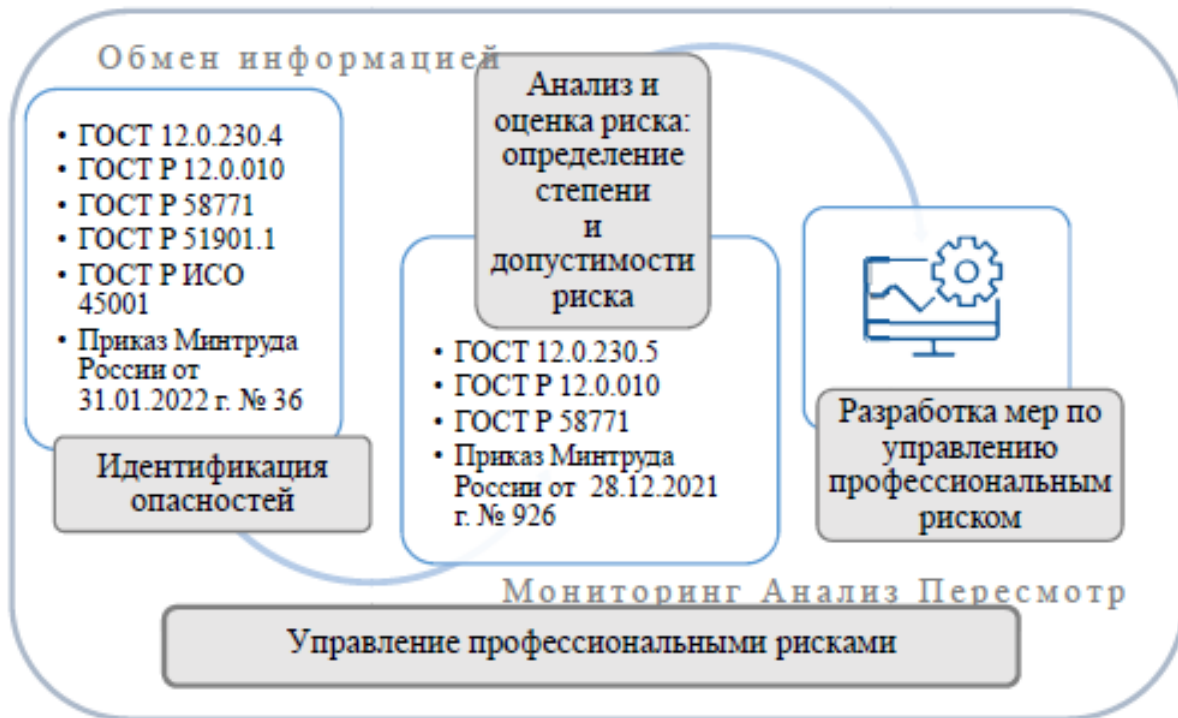 Обмен информацией
• ГОСТ 12.0.230.4
• ГОСТ Р 12.0.010
• ГОСТ Р 58771
• ГОСТ Р 51901.1
• ГОСТ Р ИСО
45001
• Приказ Минтруда
России от
31.01.2022 г. № 36
Идентификация
опасностей
Анализ и
оценка риска:
определение
степени
и
допустимости
риска
• ГОСТ 12.0.230.5
• ГОСТ Р 12.0.010
• ГОСТ Р 58771
• Приказ Минтруда
России от 28.12.2021
г. № 926
Разработка мер по
управлению
профессиональным
риском
Мониторинг Анализ Пересмотр
Управление профессиональными рисками